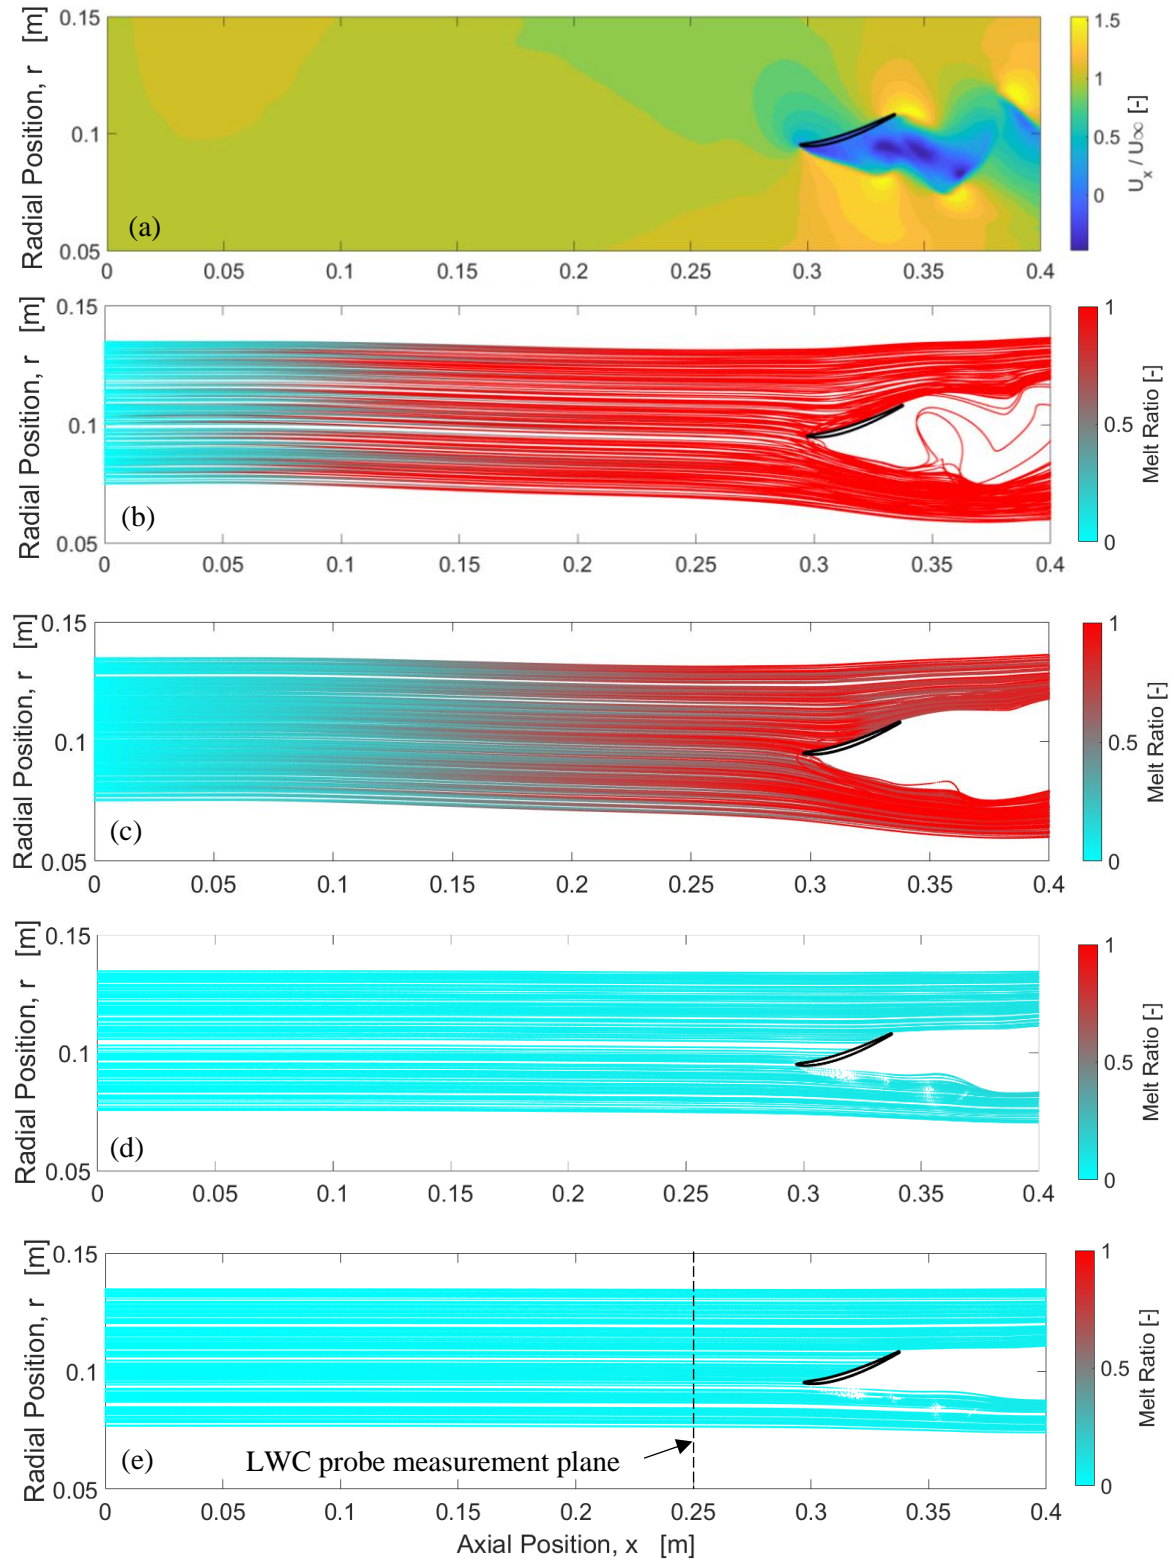 0.15
0.1
0.05
Radial Position, r [m]
(a)
0 0.05 0.1 0.15 0.2 0.25 0.3 0.35 0.4
1.5
1
0.5
0
Uₓ / U∞ [-]
0.15
0.1
0.05
Radial Position, r [m]
(b)
0 0.05 0.1 0.15 0.2 0.25 0.3 0.35 0.4
1
0.5
0
Melt Ratio [-]
0.15
0.1
0.05
Radial Position, r [m]
(c)
0 0.05 0.1 0.15 0.2 0.25 0.3 0.35 0.4
1
0.5
0
Melt Ratio [-]
0.15
0.1
0.05
Radial Position, r [m]
(d)
0 0.05 0.1 0.15 0.2 0.25 0.3 0.35 0.4
1
0.5
0
Melt Ratio [-]
0.15
0.1
0.05
Radial Position, r [m]
(e)
LWC probe measurement plane
0 0.05 0.1 0.15 0.2 0.25 0.3 0.35 0.4
Axial Position, x [m]
1
0.5
0
Melt Ratio [-]